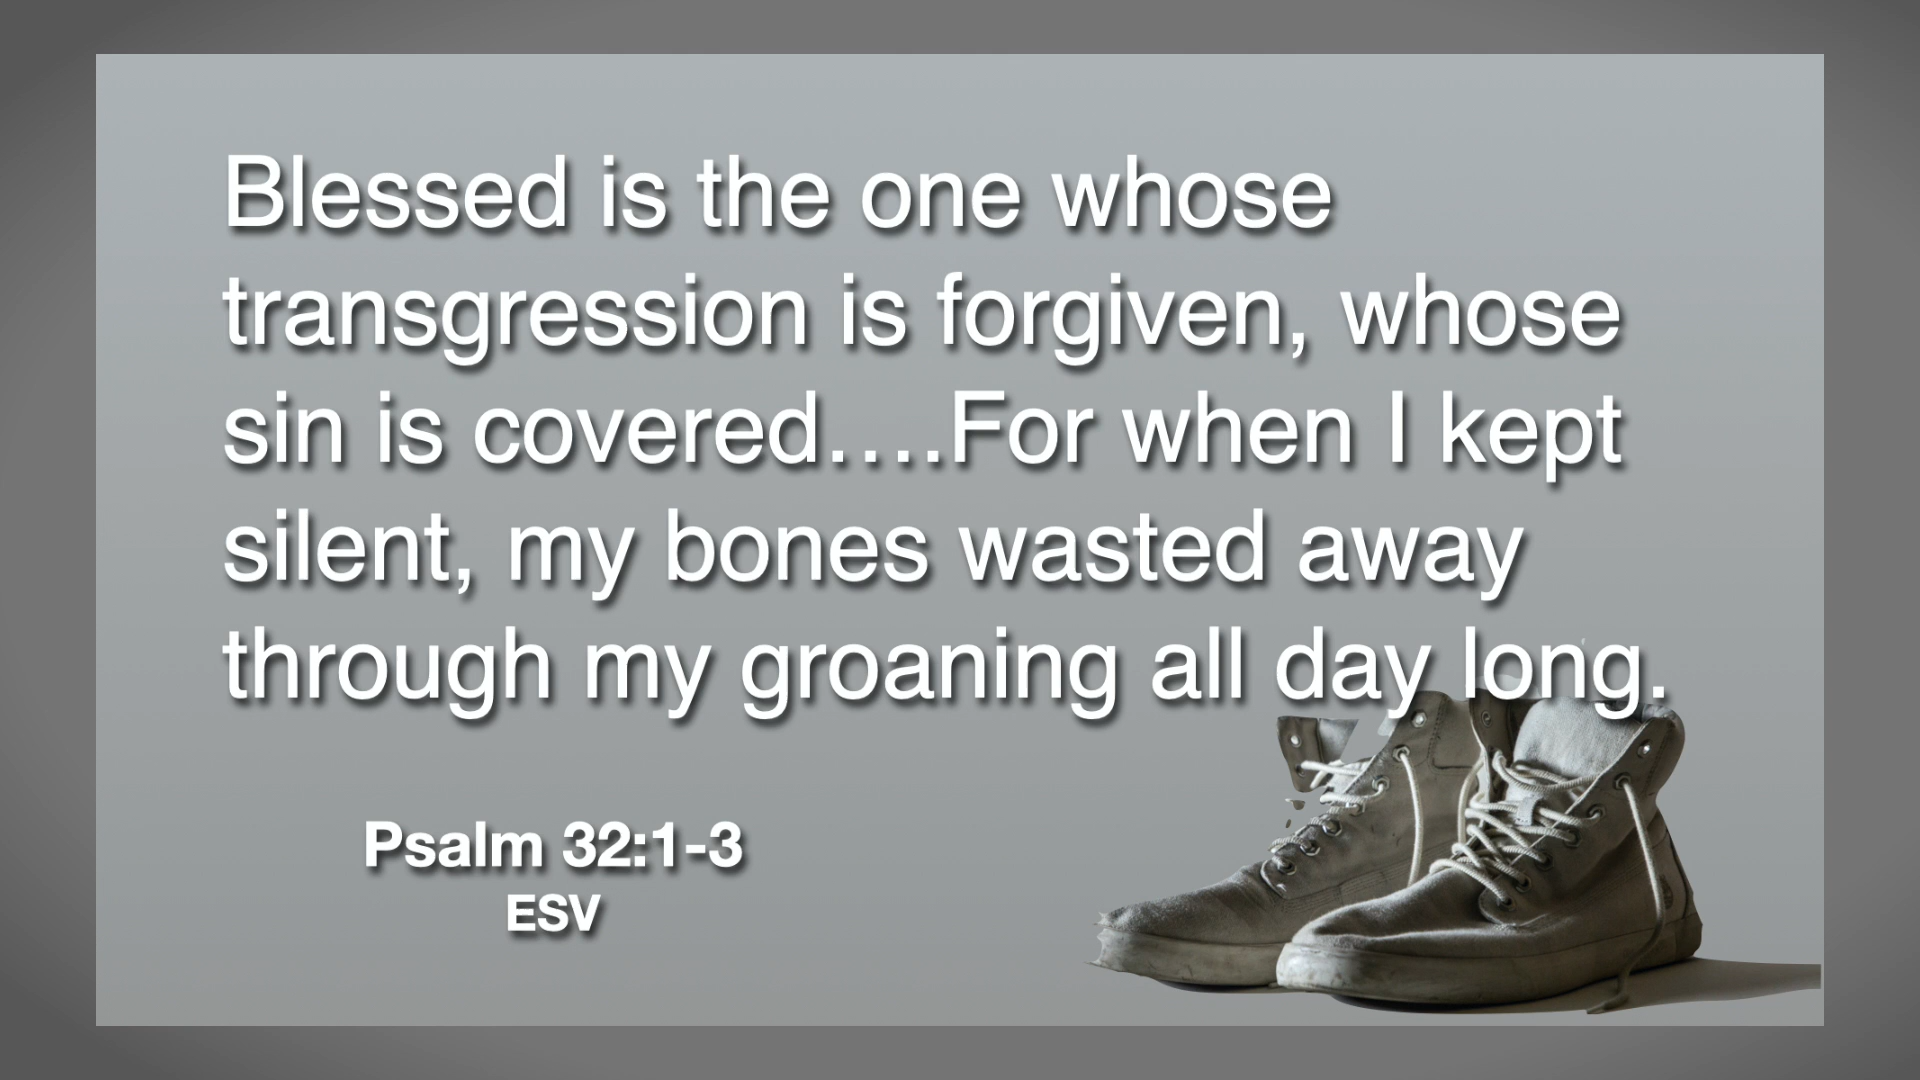 Blessed is the one whose
transgression is forgiven, whose
sin is covered….For when I kept
silent, my bones wasted away
through my groaning all day long.
Psalm 32:1-3
ESV